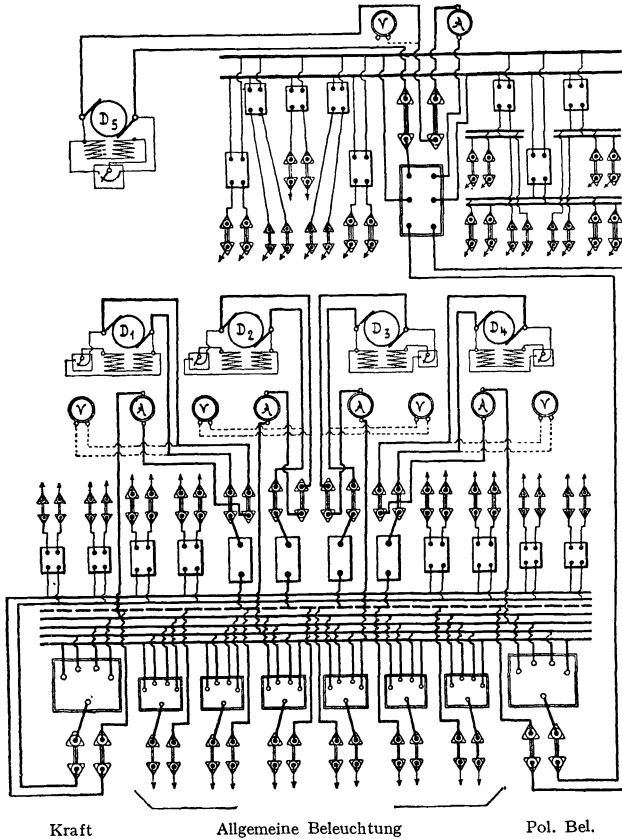 V A
D5
D1 D2 D3 D4
V A V A A V A V
Kraft Allgemeine Beleuchtung Pol. Bel.